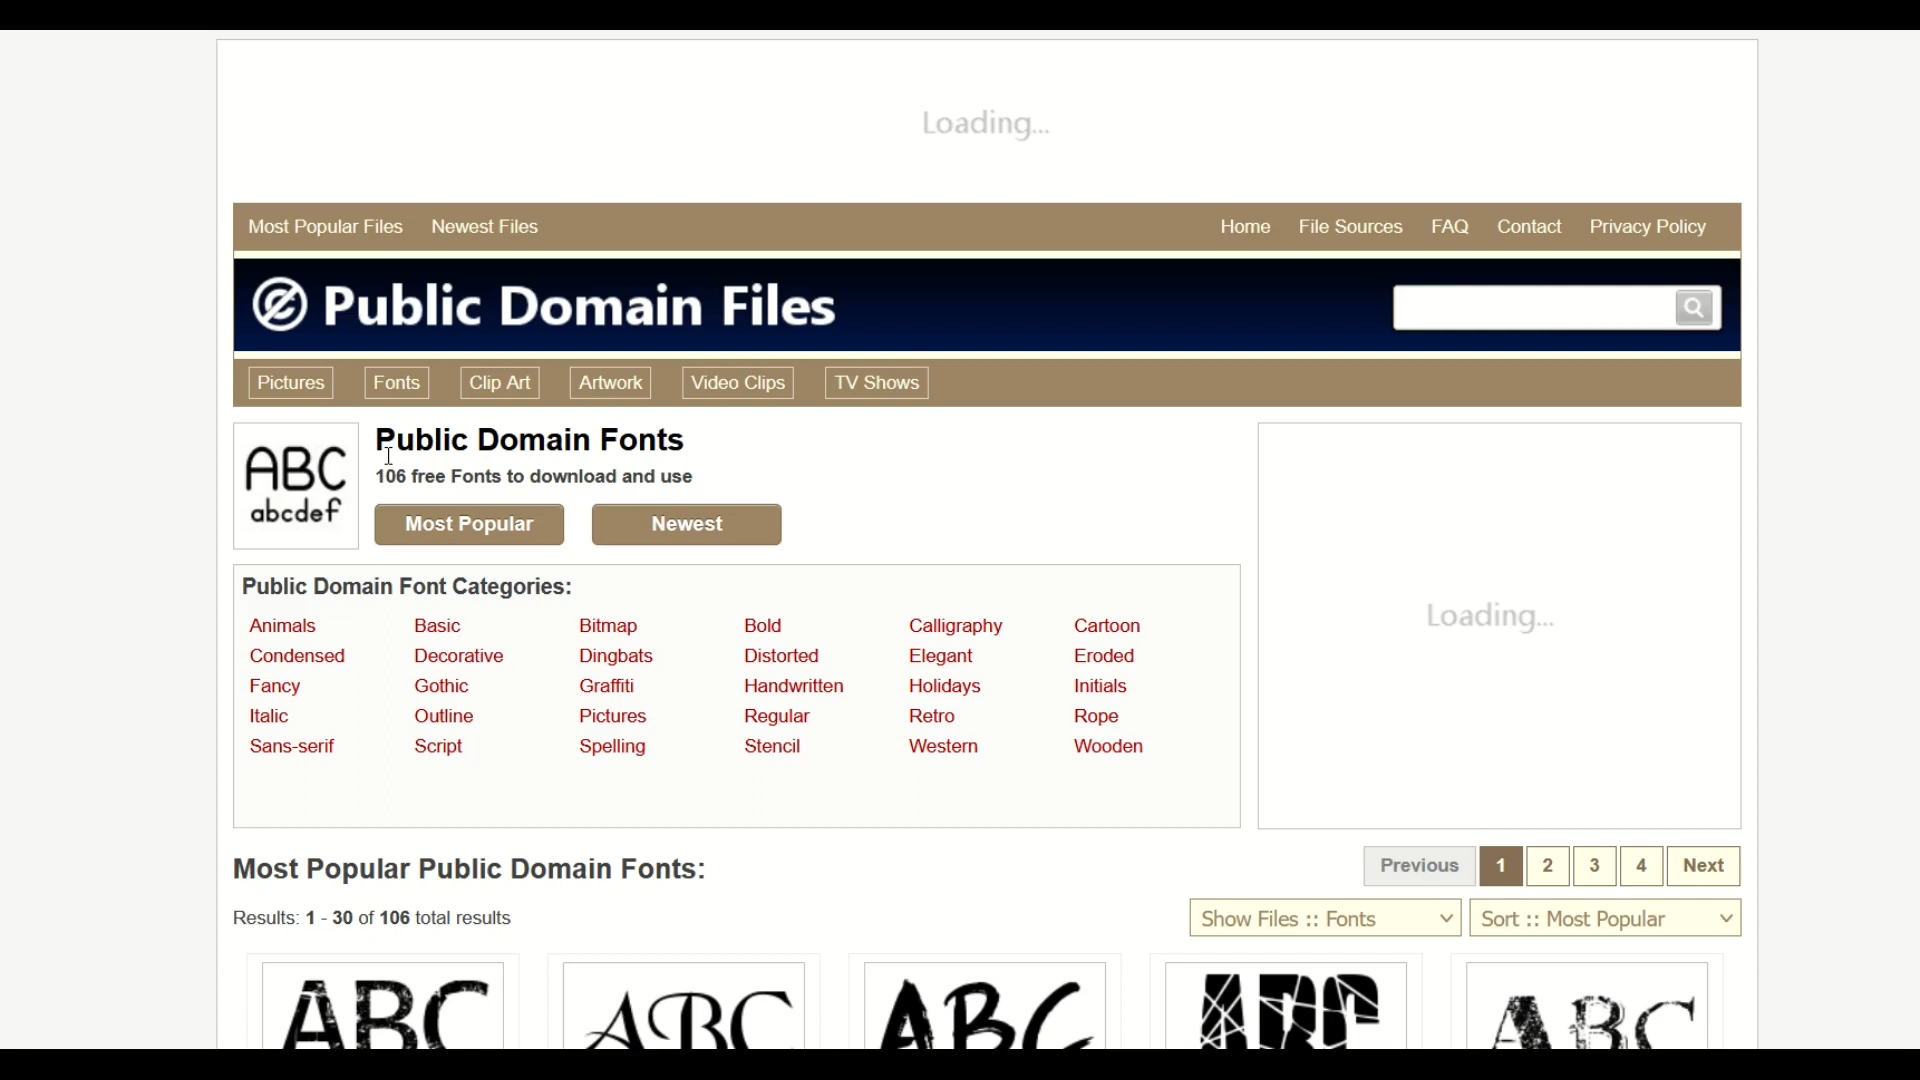 Loading...
Most Popular Files Newest Files Home File Sources FAQ Contact Privacy Policy
Public Domain Files
Pictures Fonts Clip Art Artwork Video Clips TV Shows
ABC
abcdef
Public Domain Fonts
106 free Fonts to download and use
Most Popular Newest
Public Domain Font Categories:
Animals Basic Bitmap Bold Calligraphy Cartoon
Condensed Decorative Dingbats Distorted Elegant Eroded
Fancy Gothic Graffiti Handwritten Holidays Initials
Italic Outline Pictures Regular Retro Rope
Sans-serif Script Spelling Stencil Western Wooden
Loading...
Most Popular Public Domain Fonts:
Previous 1 2 3 4 Next
Results: 1 - 30 of 106 total results
Show Files :: Fonts Sort :: Most Popular
ABC ABC ABC ABC ABC